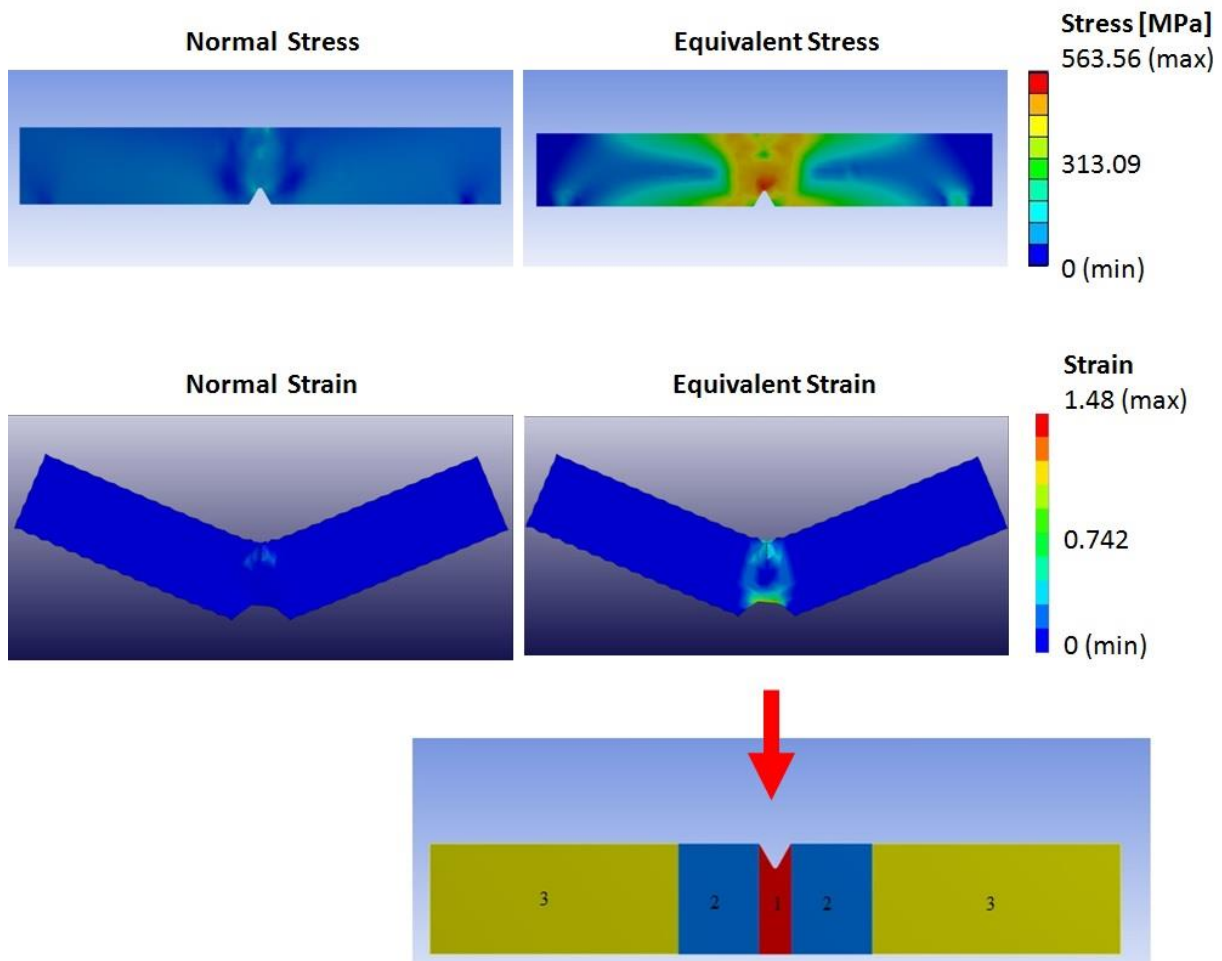 Normal Stress
Equivalent Stress
Stress [MPa]
563.56 (max)
313.09
0 (min)
Normal Strain
Equivalent Strain
Strain
1.48 (max)
0.742
0 (min)
3 2 1 2 3